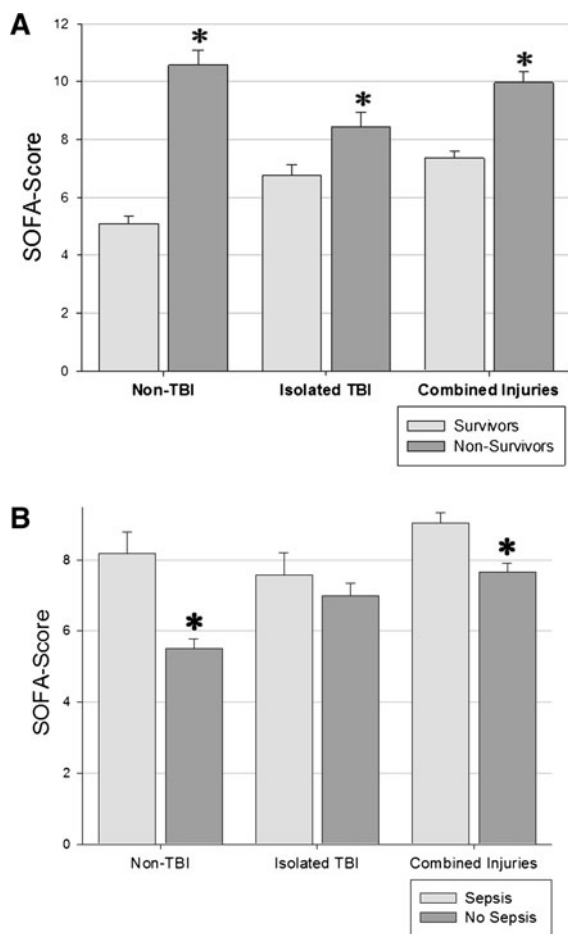 A
SOFA-Score
12
10
8
6
4
2
0
*
*
*
Non-TBI Isolated TBI Combined Injuries
Survivors
Non-Survivors
B
SOFA-Score
8
6
4
2
0
*
*
Non-TBI Isolated TBI Combined Injuries
Sepsis
No Sepsis